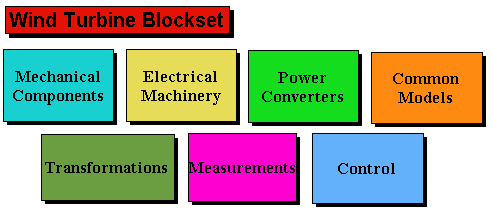 Wind Turbine Blockset
Mechanical
Components
Electrical
Machinery
Power
Converters
Common
Models
Transformations
Measurements
Control